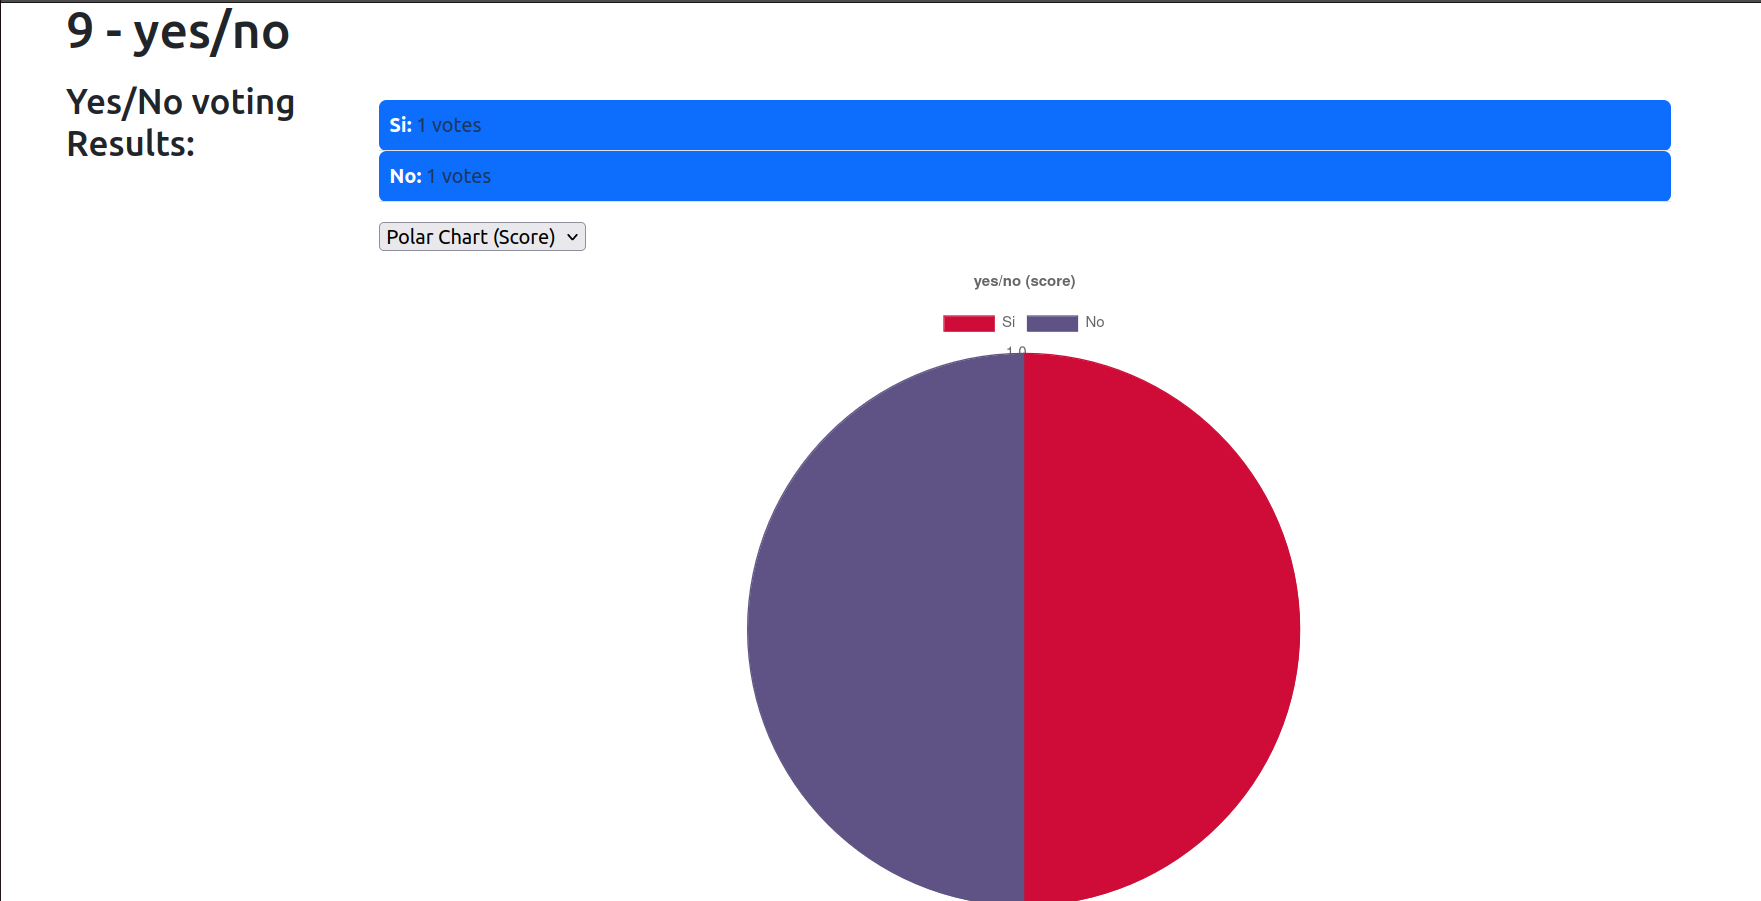 9 - yes/no
Yes/No voting
Results:
Si: 1 votes
No: 1 votes
Polar Chart (Score)
yes/no (score)
Si No
1.0